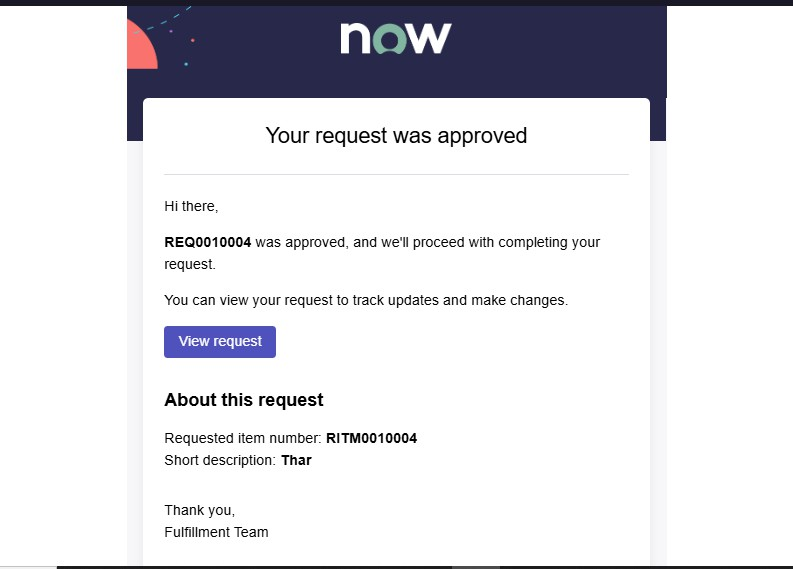 now
Your request was approved
Hi there,
REQ0010004 was approved, and we'll proceed with completing your
request.
You can view your request to track updates and make changes.
View request
About this request
Requested item number: RITM0010004
Short description: Thar
Thank you,
Fulfillment Team